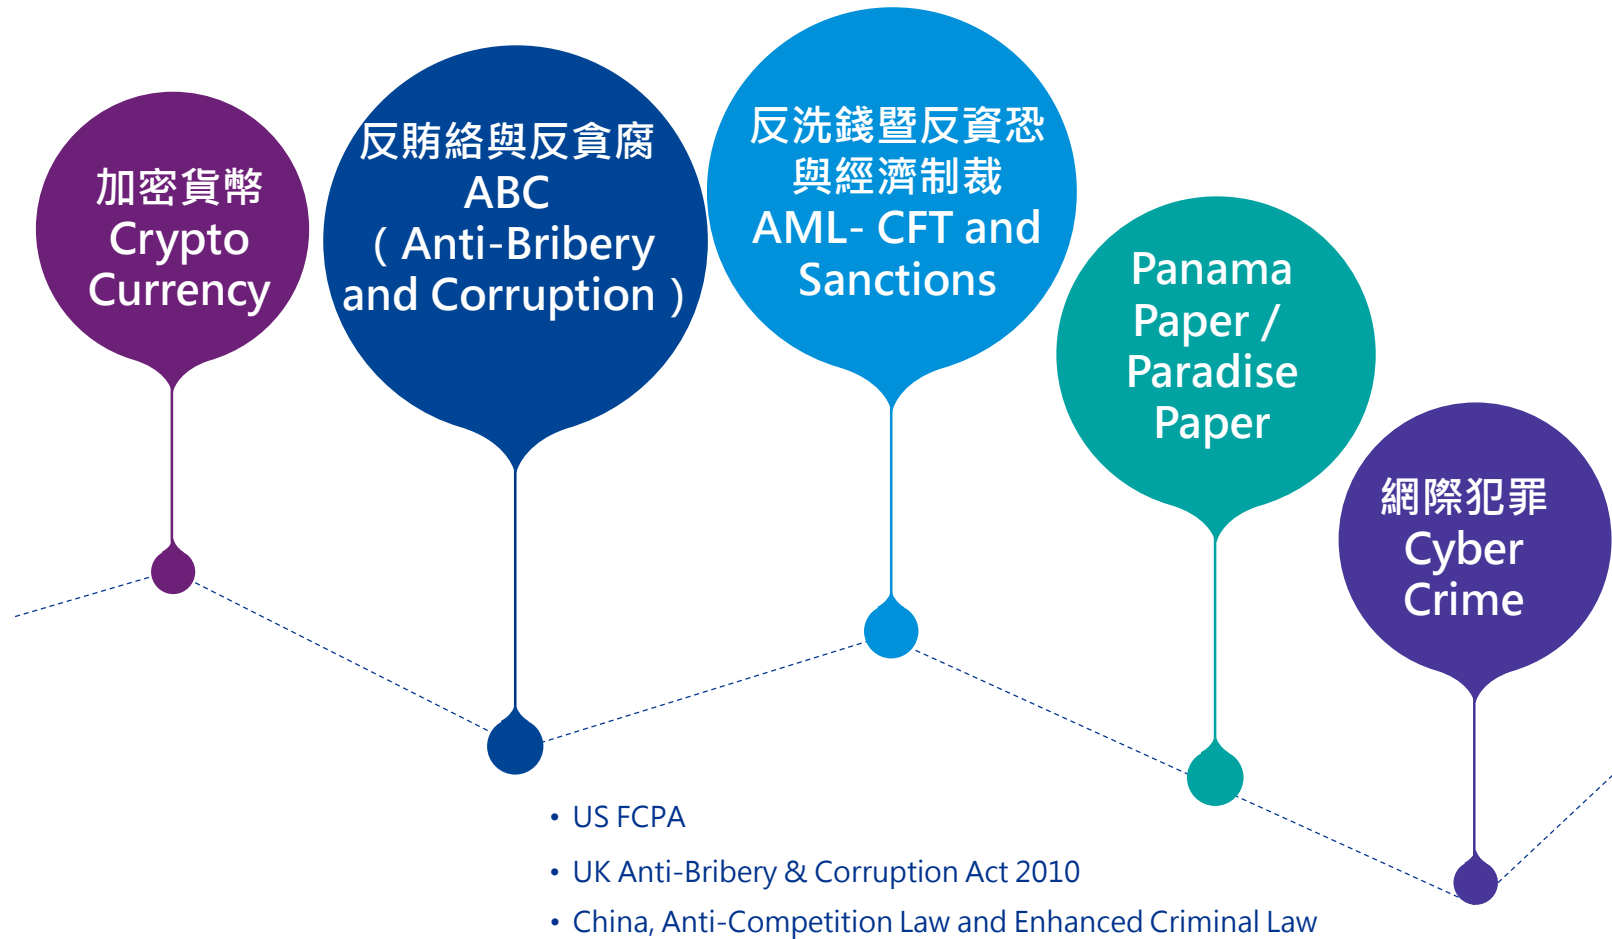 加密貨幣
Crypto
Currency
反賄絡與反貪腐
ABC
（Anti-Bribery
and Corruption）
反洗錢暨反資恐
與經濟制裁
AML- CFT and
Sanctions
Panama
Paper /
Paradise
Paper
網際犯罪
Cyber
Crime
• US FCPA
• UK Anti-Bribery & Corruption Act 2010
• China, Anti-Competition Law and Enhanced Criminal Law